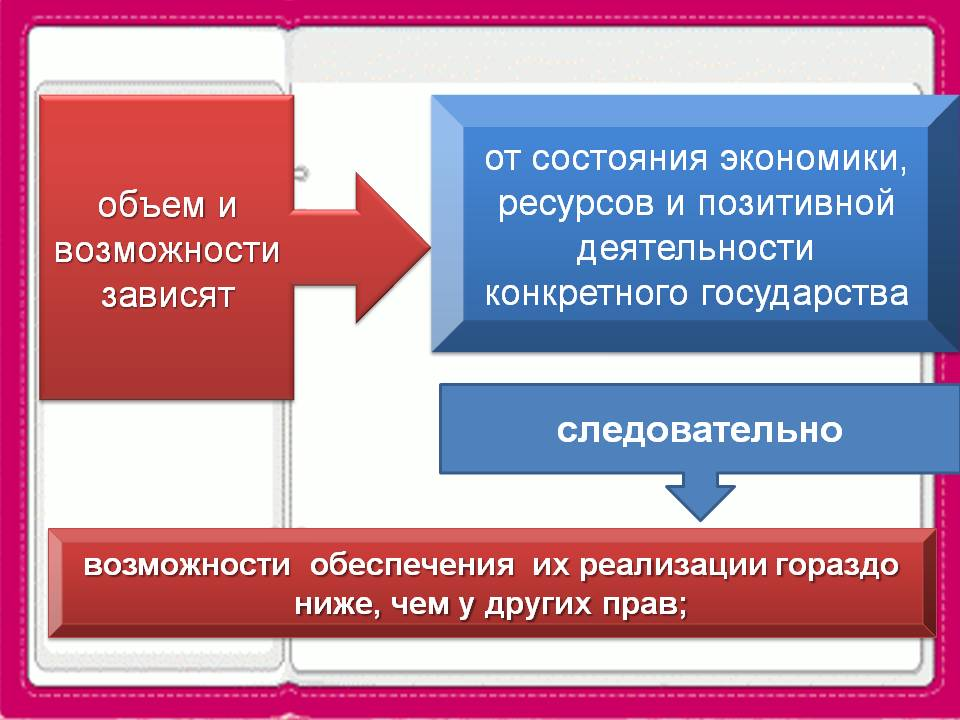 объем и
возможности
зависят
от состояния экономики,
ресурсов и позитивной
деятельности
конкретного государства
следовательно
возможности обеспечения их реализации гораздо
ниже, чем у других прав;